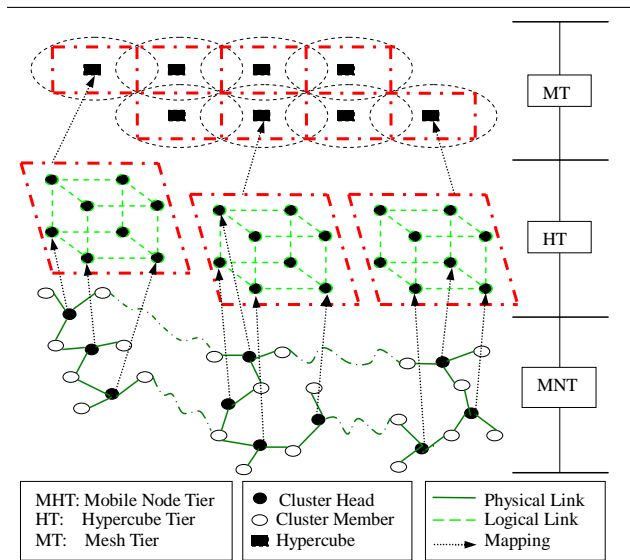 MT
HT
MNT
MHT: Mobile Node Tier
HT: Hypercube Tier
MT: Mesh Tier
Cluster Head
Cluster Member
Hypercube
Physical Link
Logical Link
Mapping